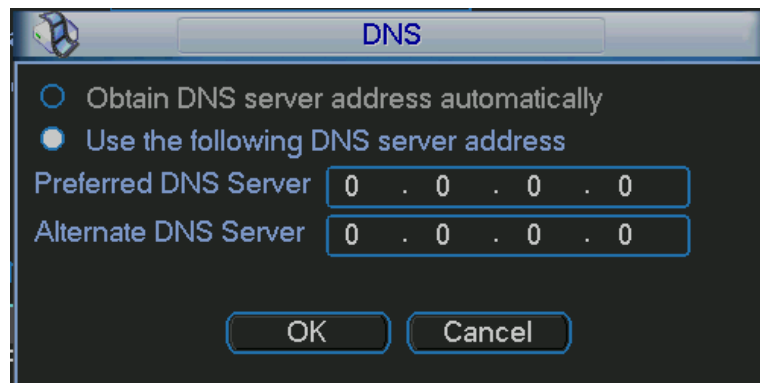 DNS
Obtain DNS server address automatically
Use the following DNS server address
Preferred DNS Server 0 . 0 . 0 . 0
Alternate DNS Server 0 . 0 . 0 . 0
OK Cancel